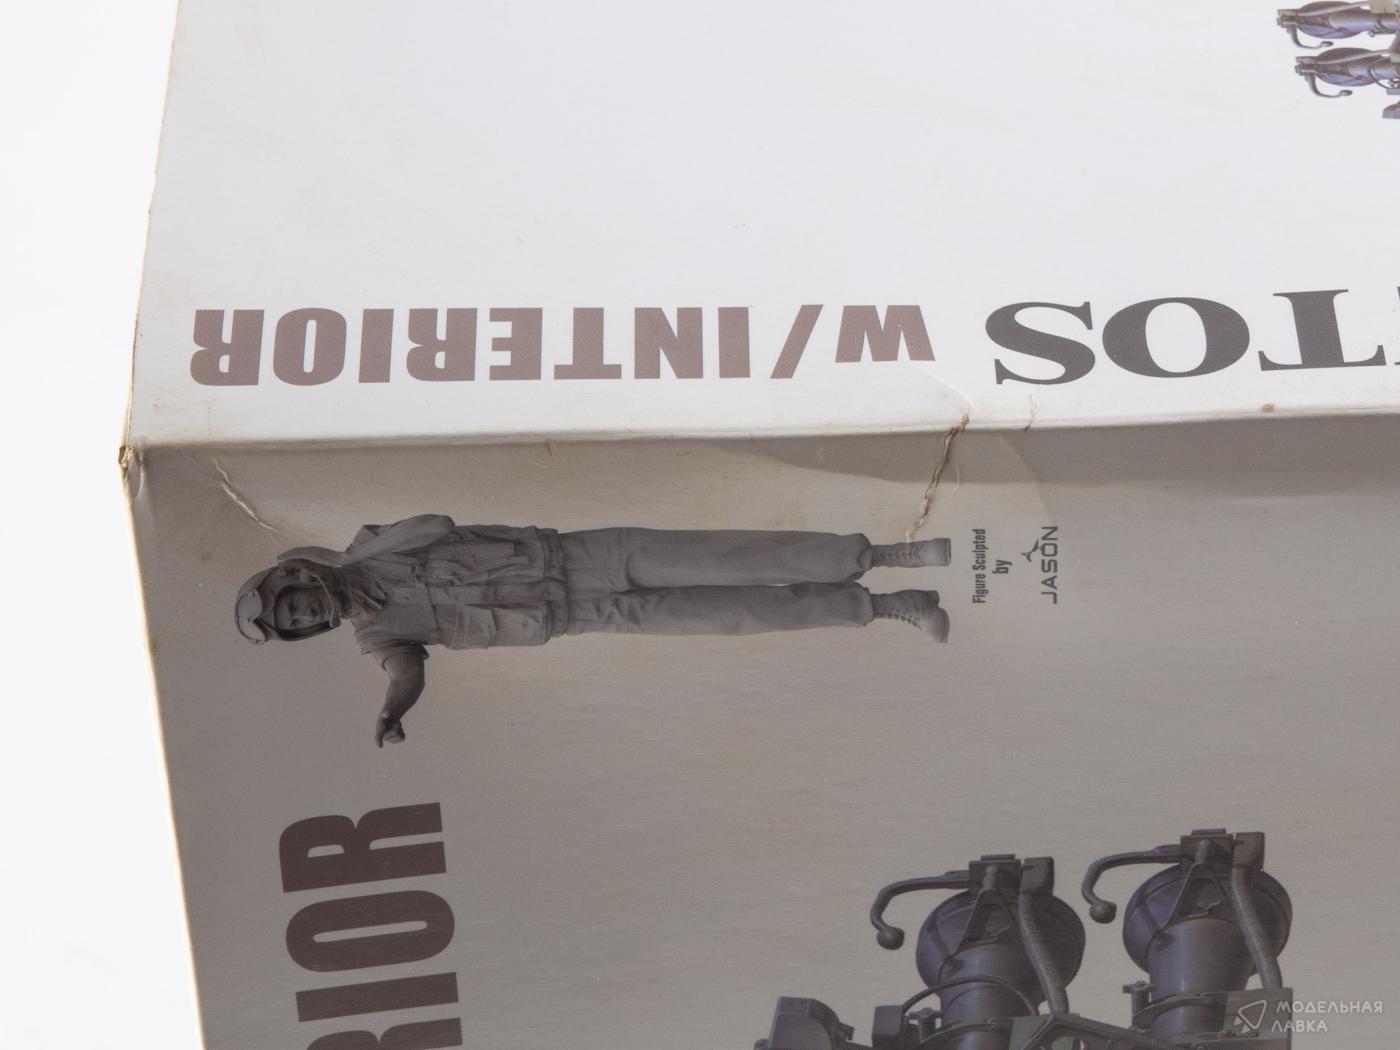 TOS w/INTERIOR
Figure Sculpted
by
JASON
RIOR
МОДЕЛЬНАЯ
ЛАВКА